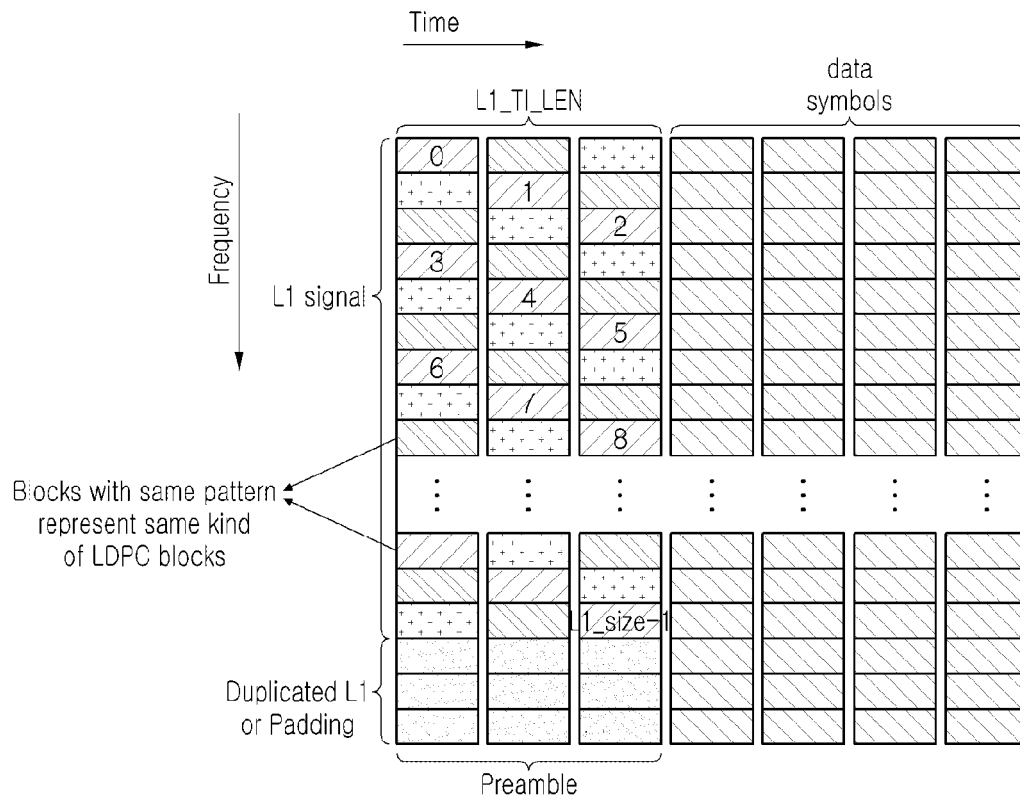 Time
data
symbols
L1_TI_LEN
Frequency
L1 signal
0
1
2
3
4
5
6
7
8
Blocks with same pattern
represent same kind
of LDPC blocks
L1_size-1
Duplicated L1
or Padding
Preamble